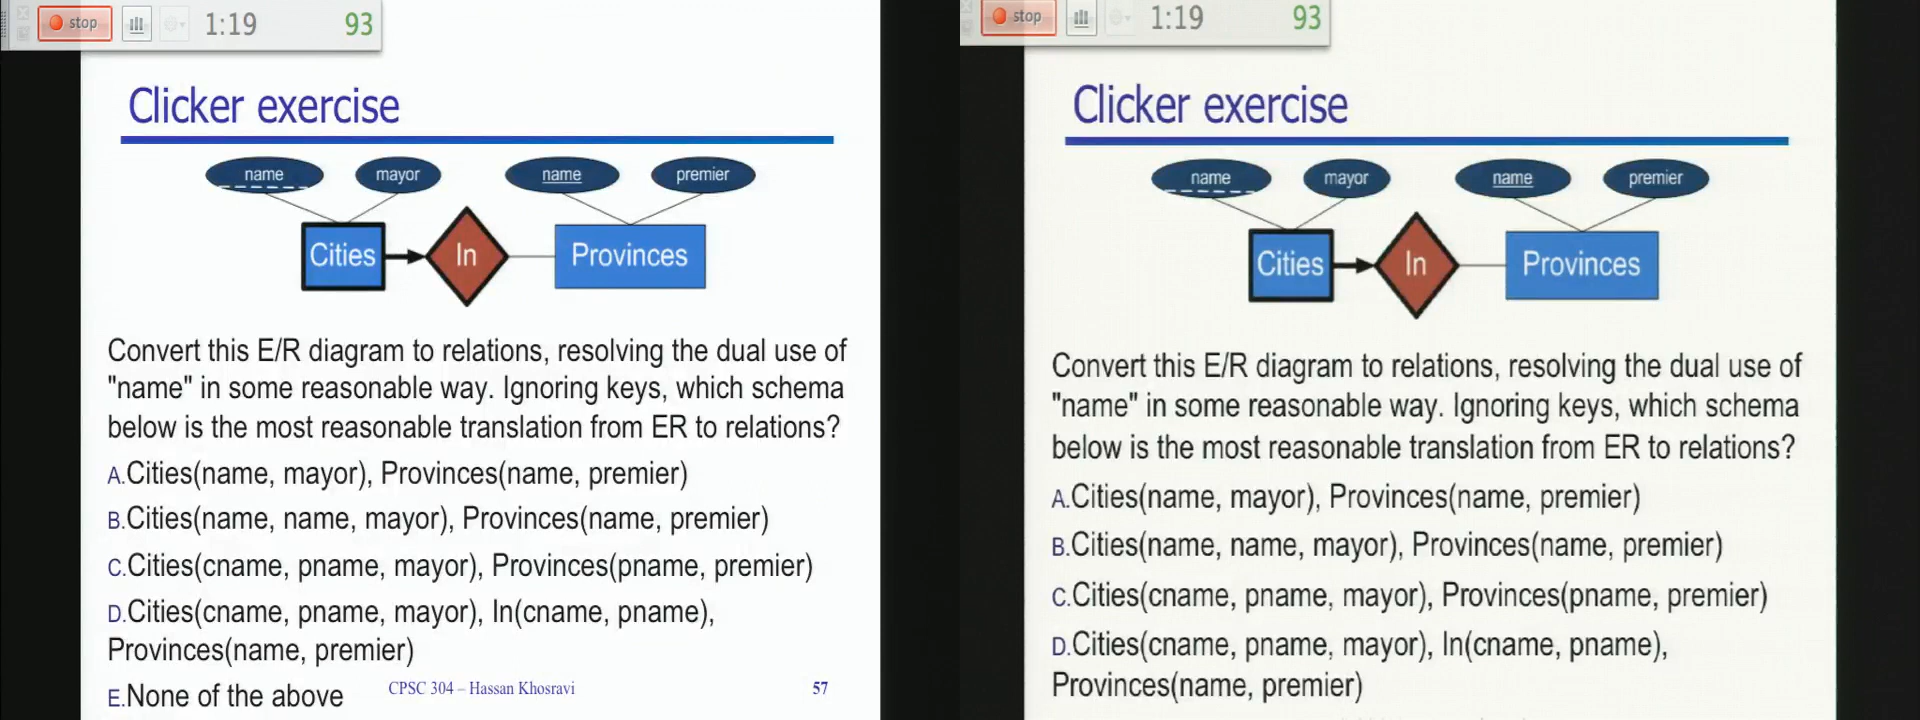 stop
1:19
93
Clicker exercise
name
mayor
name
premier
Cities
In
Provinces
Convert this E/R diagram to relations, resolving the dual use of
"name" in some reasonable way. Ignoring keys, which schema
below is the most reasonable translation from ER to relations?
A.Cities(name, mayor), Provinces(name, premier)
B.Cities(name, name, mayor), Provinces(name, premier)
C.Cities(cname, pname, mayor), Provinces(pname, premier)
D.Cities(cname, pname, mayor), In(cname, pname),
Provinces(name, premier)
E.None of the above
CPSC 304 – Hassan Khosravi
57
stop
1:19
93
Clicker exercise
name
mayor
name
premier
Cities
In
Provinces
Convert this E/R diagram to relations, resolving the dual use of
"name" in some reasonable way. Ignoring keys, which schema
below is the most reasonable translation from ER to relations?
A.Cities(name, mayor), Provinces(name, premier)
B.Cities(name, name, mayor), Provinces(name, premier)
C.Cities(cname, pname, mayor), Provinces(pname, premier)
D.Cities(cname, pname, mayor), In(cname, pname),
Provinces(name, premier)